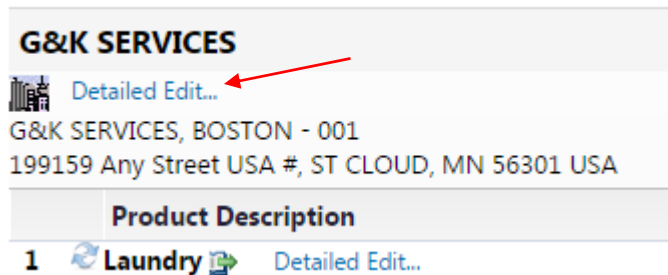 G&K SERVICES
Detailed Edit...
G&K SERVICES, BOSTON - 001
199159 Any Street USA #, ST CLOUD, MN 56301 USA
Product Description
1 Laundry Detailed Edit...